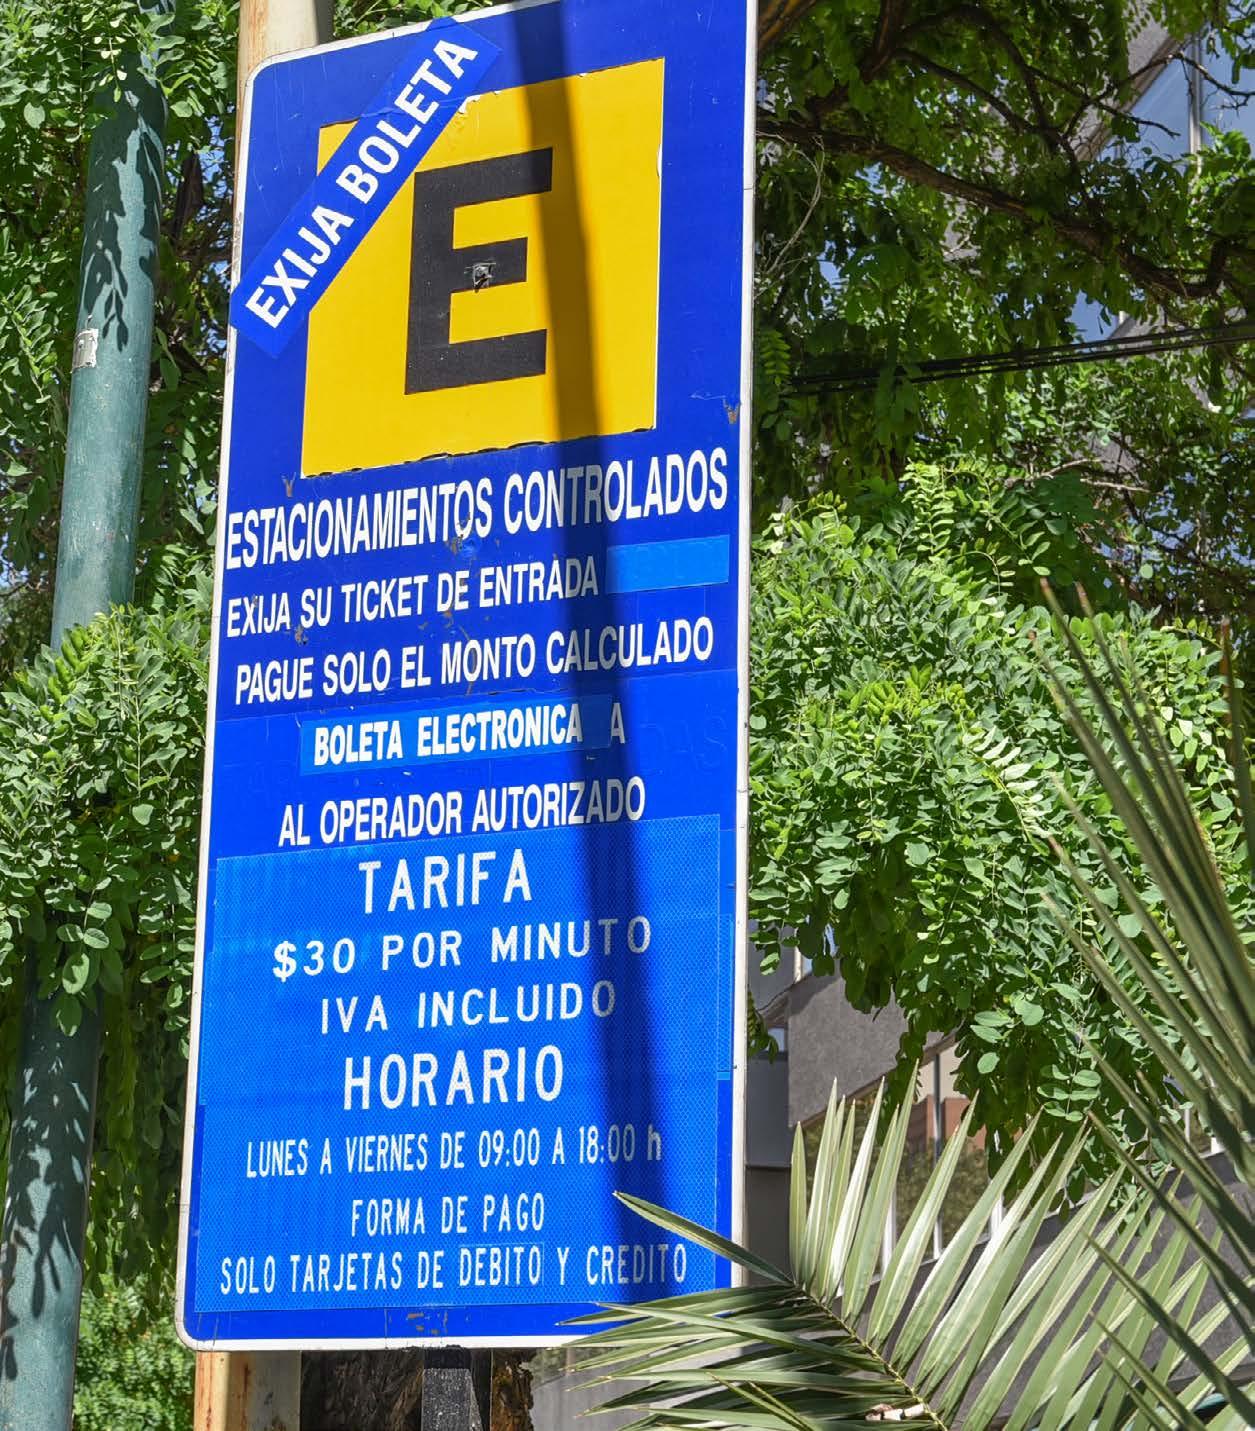 EXIJA BOLETA
E
ESTACIONAMIENTOS CONTROLADOS
EXIJA SU TICKET DE ENTRADA
PAGUE SOLO EL MONTO CALCULADO
BOLETA ELECTRONICA A
AL OPERADOR AUTORIZADO
TARIFA
$30 POR MINUTO
IVA INCLUIDO
HORARIO
LUNES A VIERNES DE 09:00 A 18:00 h
FORMA DE PAGO
SOLO TARJETAS DE DEBITO Y CREDITO